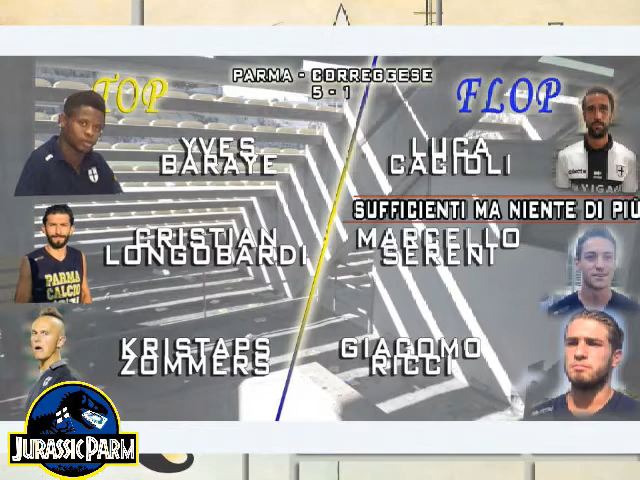 PARMA - CORREGGESE
5 - 1
TOP
FLOP
YVES
BARAYE
LUCA
CACIOLI
SUFFICIENTI MA NIENTE DI PIÙ
CRISTIAN
LONGOBARDI
MARCELLO
SERENI
PARMA
CALCIO
KRISTAPS
ZOMMERS
GIACOMO
RICCI
JURASSIC PARM